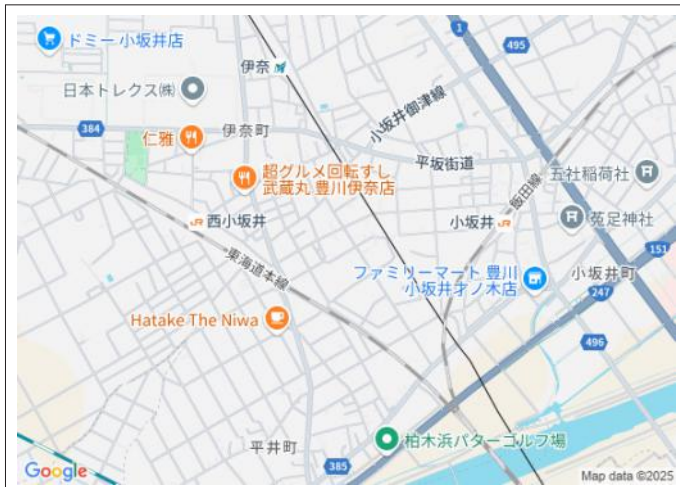 ドミー 小坂井店
1
495
伊奈
日本トレクス㈱
小坂井御津線
384
仁雅
伊奈町
平坂街道
飯田線
五社稲荷社
超グルメ回転すし
武蔵丸 豊川伊奈店
JR 西小坂井
小坂井 JR
菟足神社
151
東海道本線
ファミリーマート 豊川
小坂井才ノ木店
小坂井町
247
Hatake The Niwa
496
平井町
柏木浜パターゴルフ場
385
Google
Map data ©2025